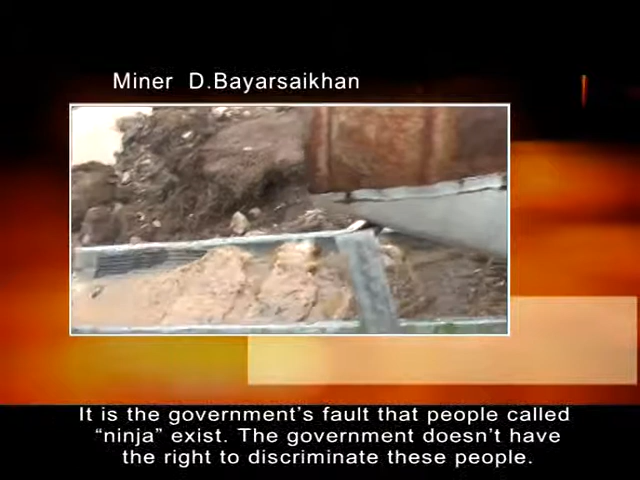 Miner D.Bayarsaikhan
It is the government's fault that people called
“ninja” exist. The government doesn't have
the right to discriminate these people.